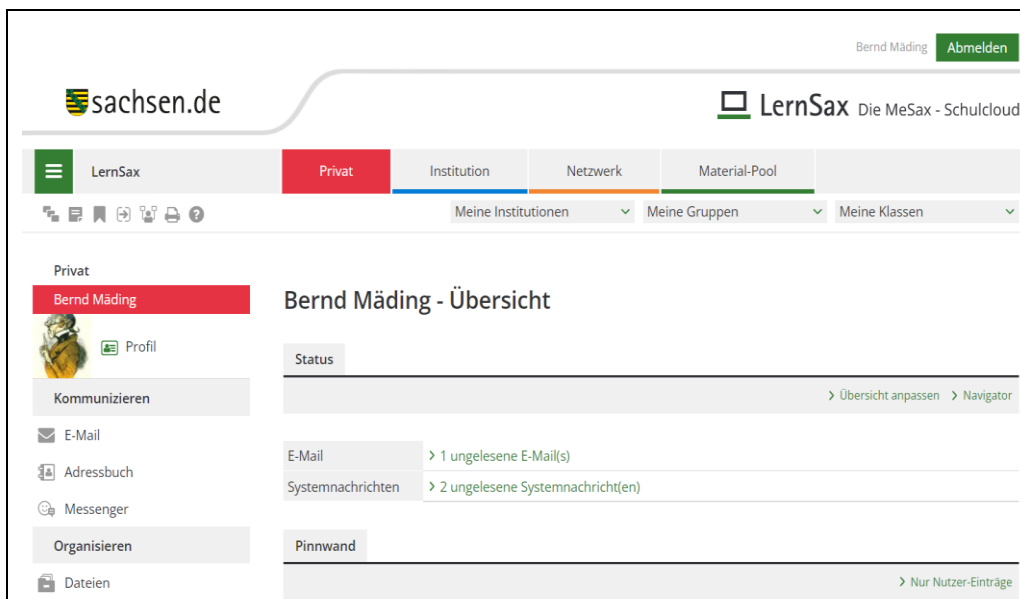 Bernd Mäding Abmelden
sachsen.de
LernSax Die MeSax - Schulcloud
LernSax Privat Institution Netzwerk Material-Pool
Meine Institutionen Meine Gruppen Meine Klassen
Privat
Bernd Mäding
Profil
Kommunizieren
E-Mail
Adressbuch
Messenger
Organisieren
Dateien
Bernd Mäding - Übersicht
Status
Übersicht anpassen Navigator
E-Mail 1 ungelesene E-Mail(s)
Systemnachrichten 2 ungelesene Systemnachricht(en)
Pinnwand
Nur Nutzer-Einträge